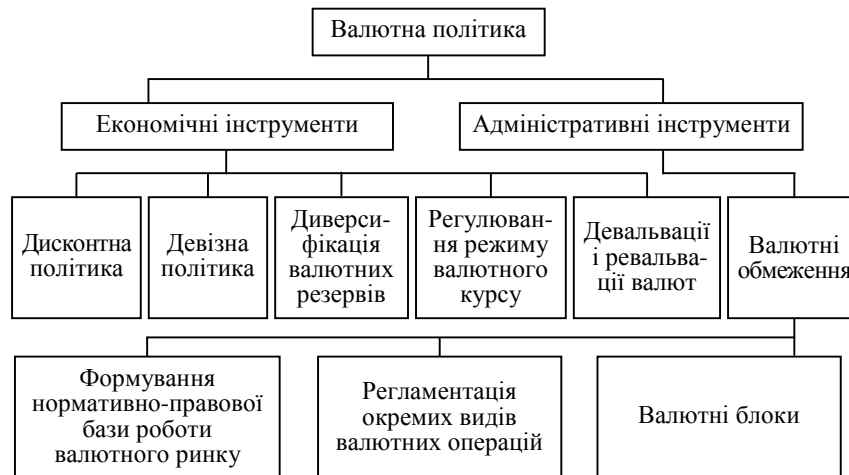 Валютна політика
Економічні інструменти
Адміністративні інструменти
Дисконтна
політика
Девізна
політика
Диверси-
фікація
валютних
резервів
Регулюван-
ня режиму
валютного
курсу
Девальвації
і ревальва-
ції валют
Валютні
обмеження
Формування
нормативно-правової
бази роботи
валютного ринку
Регламентація
окремих видів
валютних операцій
Валютні блоки